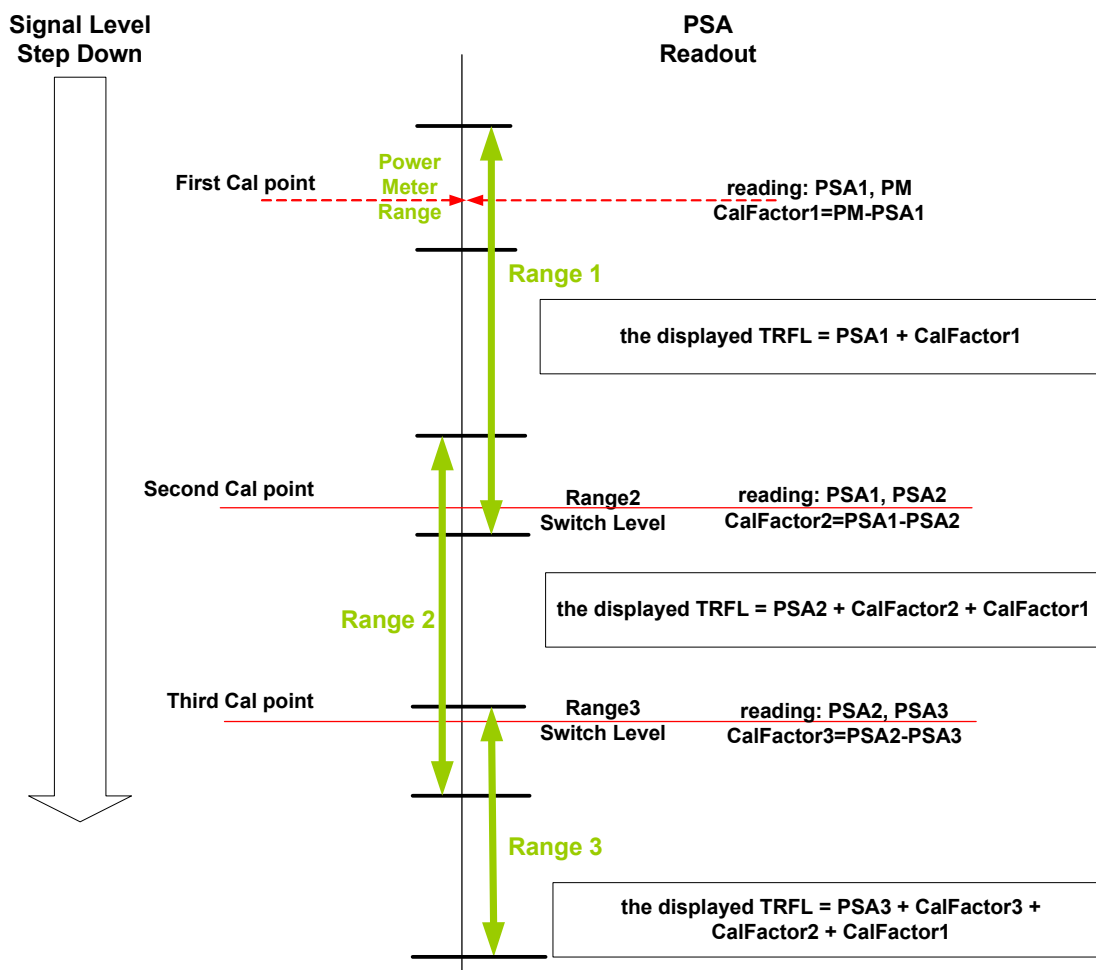 Signal Level
Step Down
PSA
Readout
Power
Meter
Range
First Cal point
reading: PSA1, PM
CalFactor1=PM-PSA1
Range 1
the displayed TRFL = PSA1 + CalFactor1
Second Cal point
Range2
Switch Level
reading: PSA1, PSA2
CalFactor2=PSA1-PSA2
the displayed TRFL = PSA2 + CalFactor2 + CalFactor1
Range 2
Third Cal point
Range3
Switch Level
reading: PSA2, PSA3
CalFactor3=PSA2-PSA3
Range 3
the displayed TRFL = PSA3 + CalFactor3 +
CalFactor2 + CalFactor1